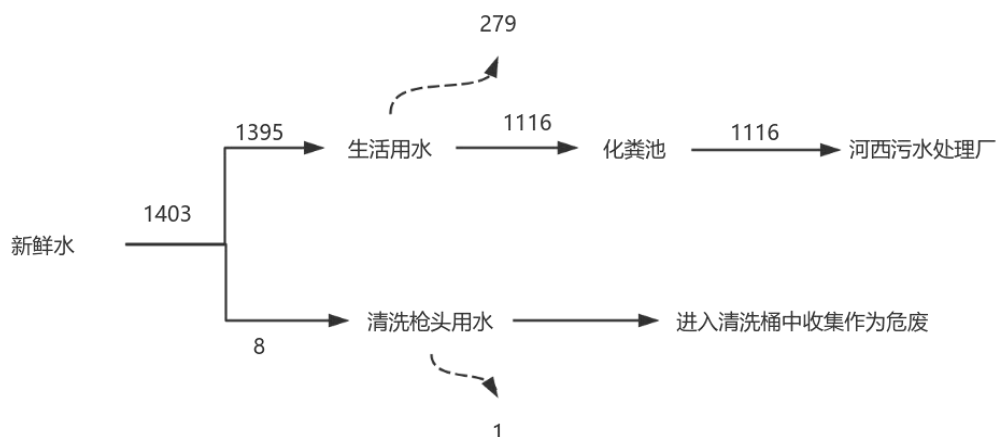 279
1395
生活用水
1116
化粪池
1116
河西污水处理厂
1403
新鲜水
8
清洗枪头用水
进入清洗桶中收集作为危废
1